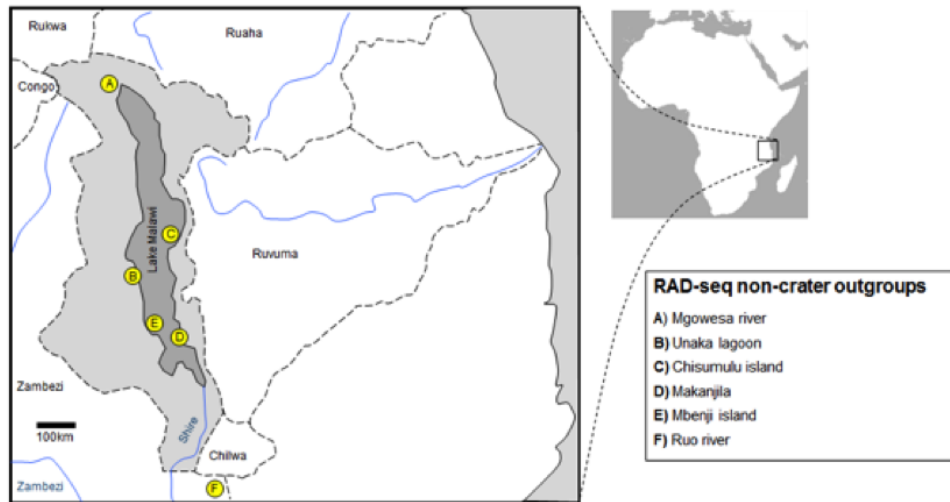 Rukwa
Ruaha
Congo
A
Lake Malawi
C
B
Ruvuma
E
D
Zambezi
100km
Shire
Chilwa
Zambezi
F
RAD-seq non-crater outgroups
A) Mgowesa river
B) Unaka lagoon
C) Chisumulu island
D) Makanjila
E) Mbenji island
F) Ruo river